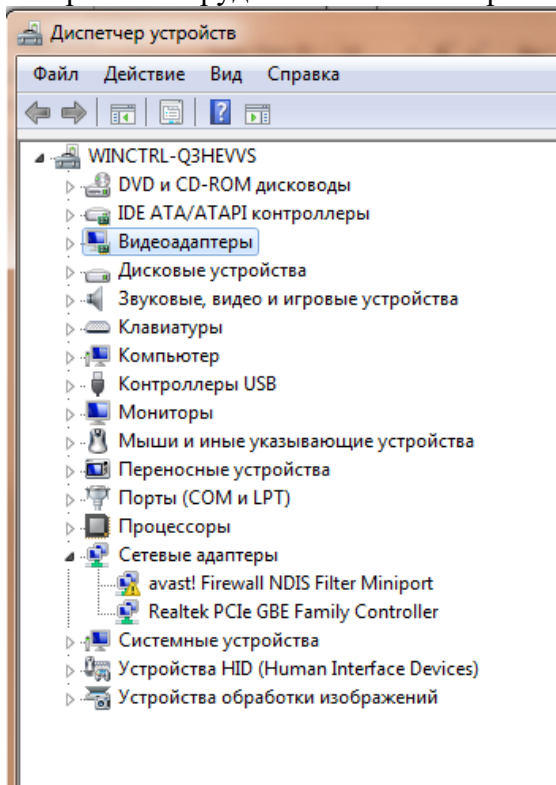 Диспетчер устройств
Файл Действие Вид Справка
WINCTRL-Q3HEVVS
DVD и CD-ROM дисководы
IDE ATA/ATAPI контроллеры
Видеоадаптеры
Дисковые устройства
Звуковые, видео и игровые устройства
Клавиатуры
Компьютер
Контроллеры USB
Мониторы
Мыши и иные указывающие устройства
Переносные устройства
Порты (COM и LPT)
Процессоры
Сетевые адаптеры
avast! Firewall NDIS Filter Miniport
Realtek PCIe GBE Family Controller
Системные устройства
Устройства HID (Human Interface Devices)
Устройства обработки изображений